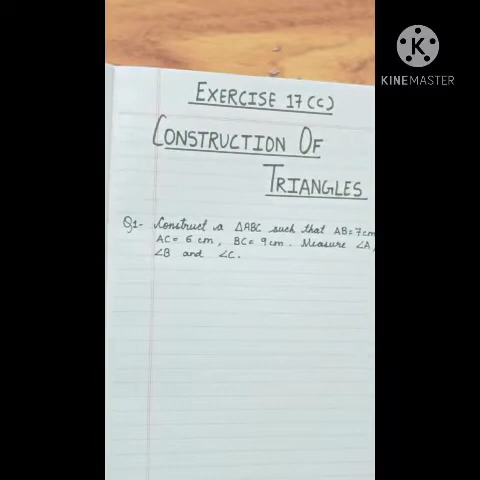 K
KINEMASTER
EXERCISE 17(C)
CONSTRUCTION OF
TRIANGLES
Q1- Construct a △ABC such that AB=7cm
AC= 6 cm, BC= 9 cm. Measure ∠A,
∠B and ∠C.